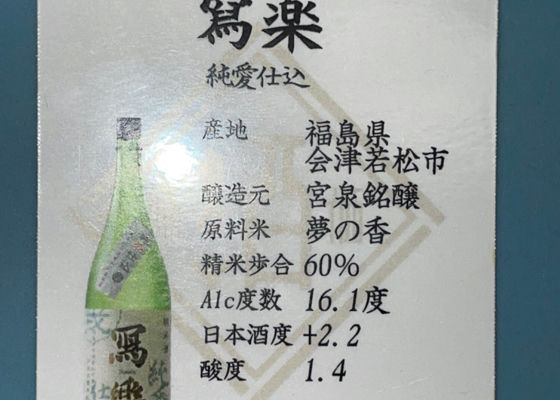 寫楽
純愛仕込
産地 福島県
会津若松市
醸造元 宮泉銘醸
原料米 夢の香
精米歩合 60%
Alc度数 16.1度
日本酒度 +2.2
酸度 1.4
寫樂